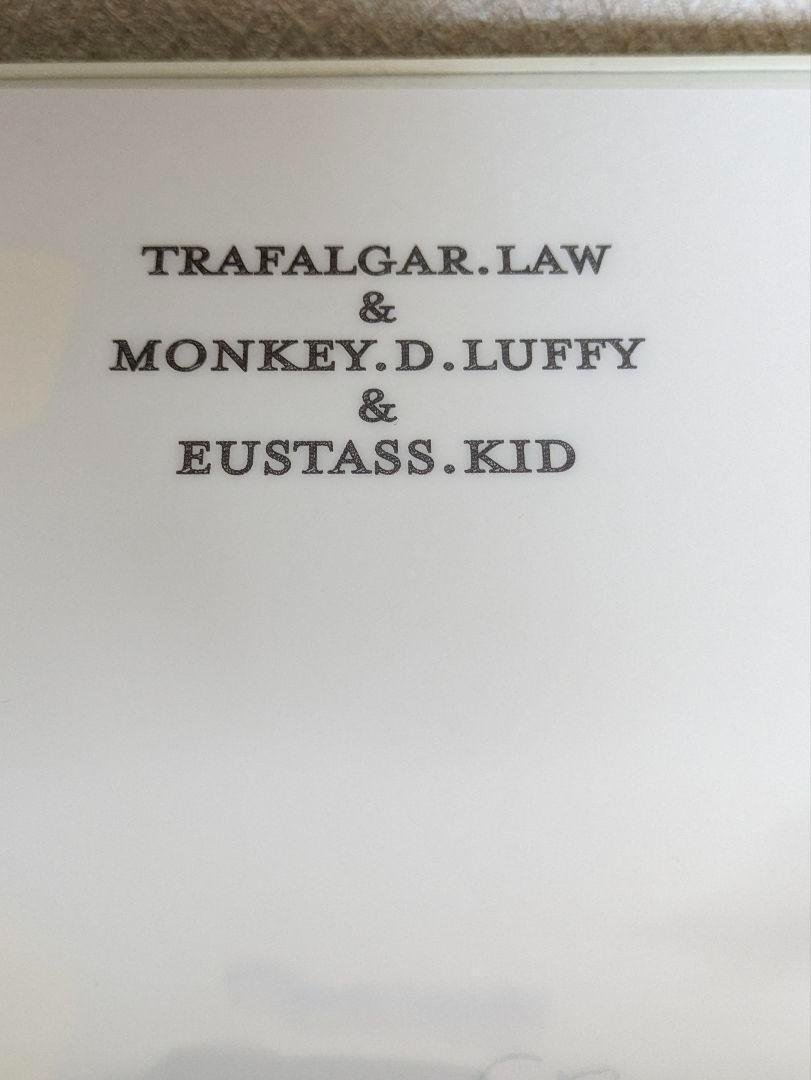 TRAFALGAR.LAW
&
MONKEY.D.LUFFY
&
EUSTASS.KID